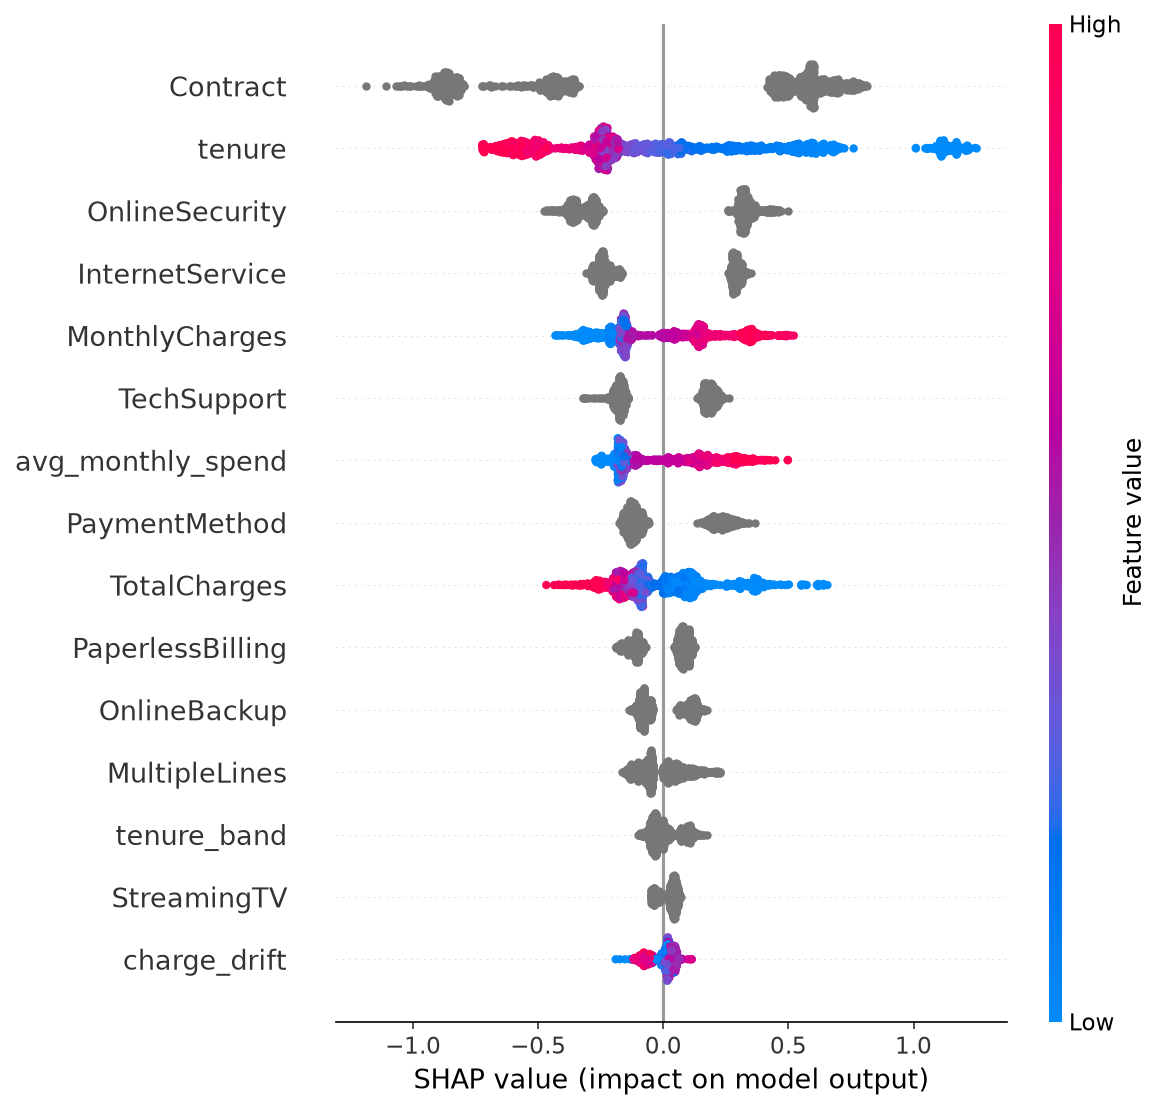 High
Contract
tenure
OnlineSecurity
InternetService
MonthlyCharges
TechSupport
avg_monthly_spend
PaymentMethod
TotalCharges
PaperlessBilling
OnlineBackup
MultipleLines
tenure_band
StreamingTV
charge_drift
Feature value
Low
−1.0 −0.5 0.0 0.5 1.0
SHAP value (impact on model output)